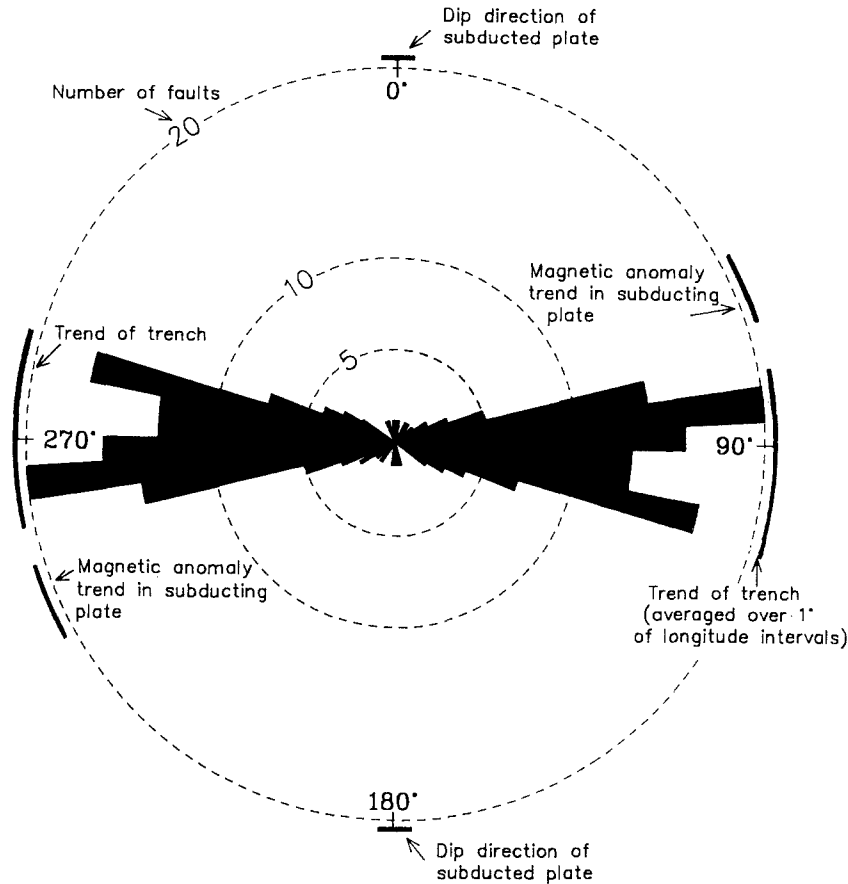 Dip direction of
subducted plate
0°
Number of faults
20
10
5
Magnetic anomaly
trend in subducting
plate
Trend of trench
270°
90°
Magnetic anomaly
trend in subducting
plate
Trend of trench
(averaged over 1°
of longitude intervals)
180°
Dip direction of
subducted plate